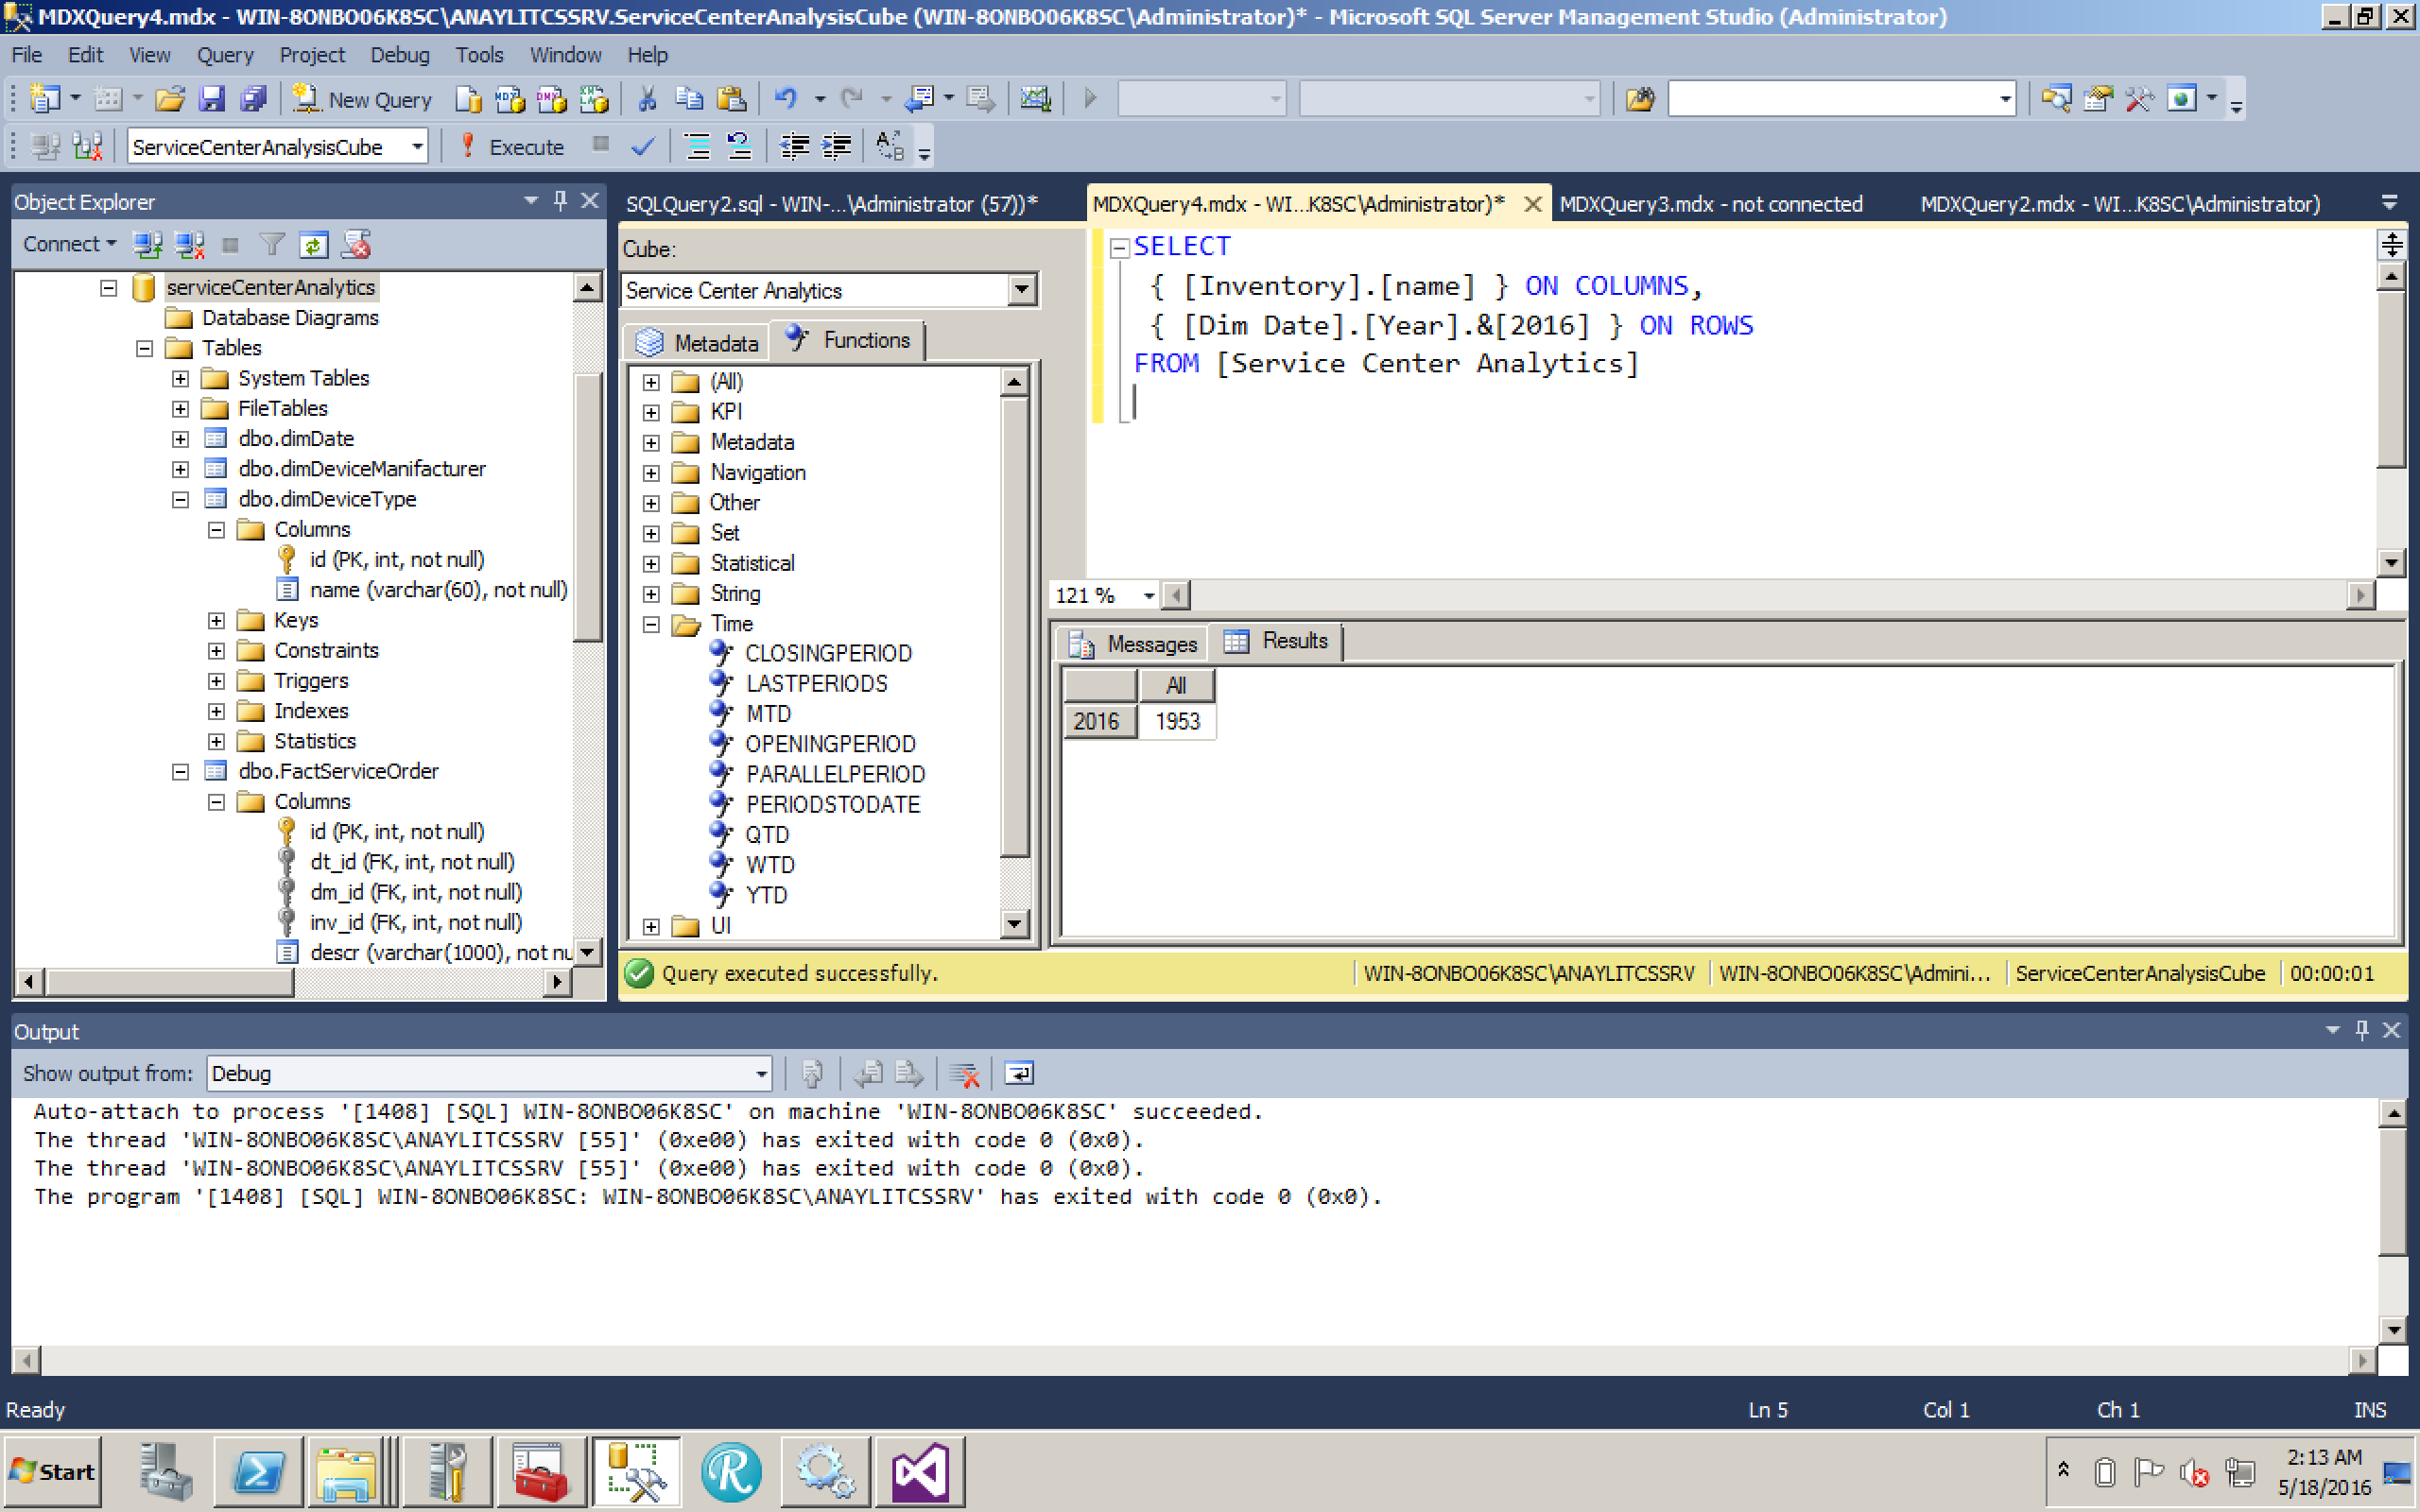 MDXQuery4.mdx - WIN-8ONBO06K8SC\ANAYLITCSSRV.ServiceCenterAnalysisCube (WIN-8ONBO06K8SC\Administrator)* - Microsoft SQL Server Management Studio (Administrator)
File Edit View Query Project Debug Tools Window Help
New Query
ServiceCenterAnalysisCube Execute
Object Explorer
Connect
serviceCenterAnalytics
Database Diagrams
Tables
System Tables
FileTables
dbo.dimDate
dbo.dimDeviceManifacturer
dbo.dimDeviceType
Columns
id (PK, int, not null)
name (varchar(60), not null)
Keys
Constraints
Triggers
Indexes
Statistics
dbo.FactServiceOrder
Columns
id (PK, int, not null)
dt_id (FK, int, not null)
dm_id (FK, int, not null)
inv_id (FK, int, not null)
descr (varchar(1000), not nu
SQLQuery2.sql - WIN-...\Administrator (57))* MDXQuery4.mdx - WI...K8SC\Administrator)* MDXQuery3.mdx - not connected MDXQuery2.mdx - WI...K8SC\Administrator)
Cube:
Service Center Analytics
Metadata Functions
(All)
KPI
Metadata
Navigation
Other
Set
Statistical
String
Time
CLOSINGPERIOD
LASTPERIODS
MTD
OPENINGPERIOD
PARALLELPERIOD
PERIODSTODATE
QTD
WTD
YTD
UI
SELECT
{ [Inventory].[name] } ON COLUMNS,
{ [Dim Date].[Year].&[2016] } ON ROWS
FROM [Service Center Analytics]
121 %
Messages Results
All
2016 1953
Query executed successfully. WIN-8ONBO06K8SC\ANAYLITCSSRV WIN-8ONBO06K8SC\Admini... ServiceCenterAnalysisCube 00:00:01
Output
Show output from: Debug
Auto-attach to process '[1408] [SQL] WIN-8ONBO06K8SC' on machine 'WIN-8ONBO06K8SC' succeeded.
The thread 'WIN-8ONBO06K8SC\ANAYLITCSSRV [55]' (0xe00) has exited with code 0 (0x0).
The thread 'WIN-8ONBO06K8SC\ANAYLITCSSRV [55]' (0xe00) has exited with code 0 (0x0).
The program '[1408] [SQL] WIN-8ONBO06K8SC: WIN-8ONBO06K8SC\ANAYLITCSSRV' has exited with code 0 (0x0).
Ready Ln 5 Col 1 Ch 1 INS
Start
2:13 AM
5/18/2016